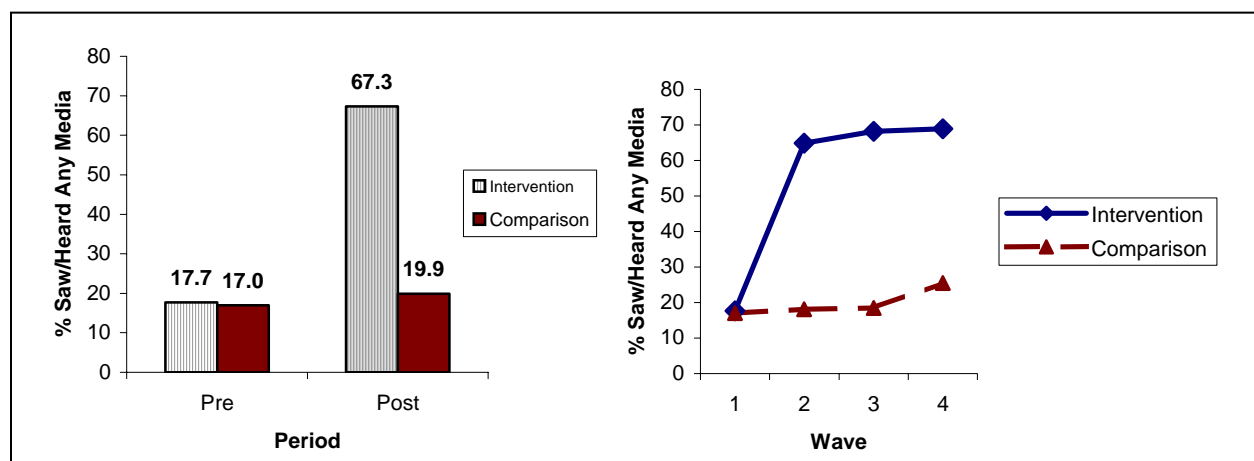 % Saw/Heard Any Media
80
70
60
50
40
30
20
10
0
17.7
17.0
67.3
19.9
Pre
Post
Period
Intervention
Comparison
% Saw/Heard Any Media
80
70
60
50
40
30
20
10
0
1
2
3
4
Wave
Intervention
Comparison